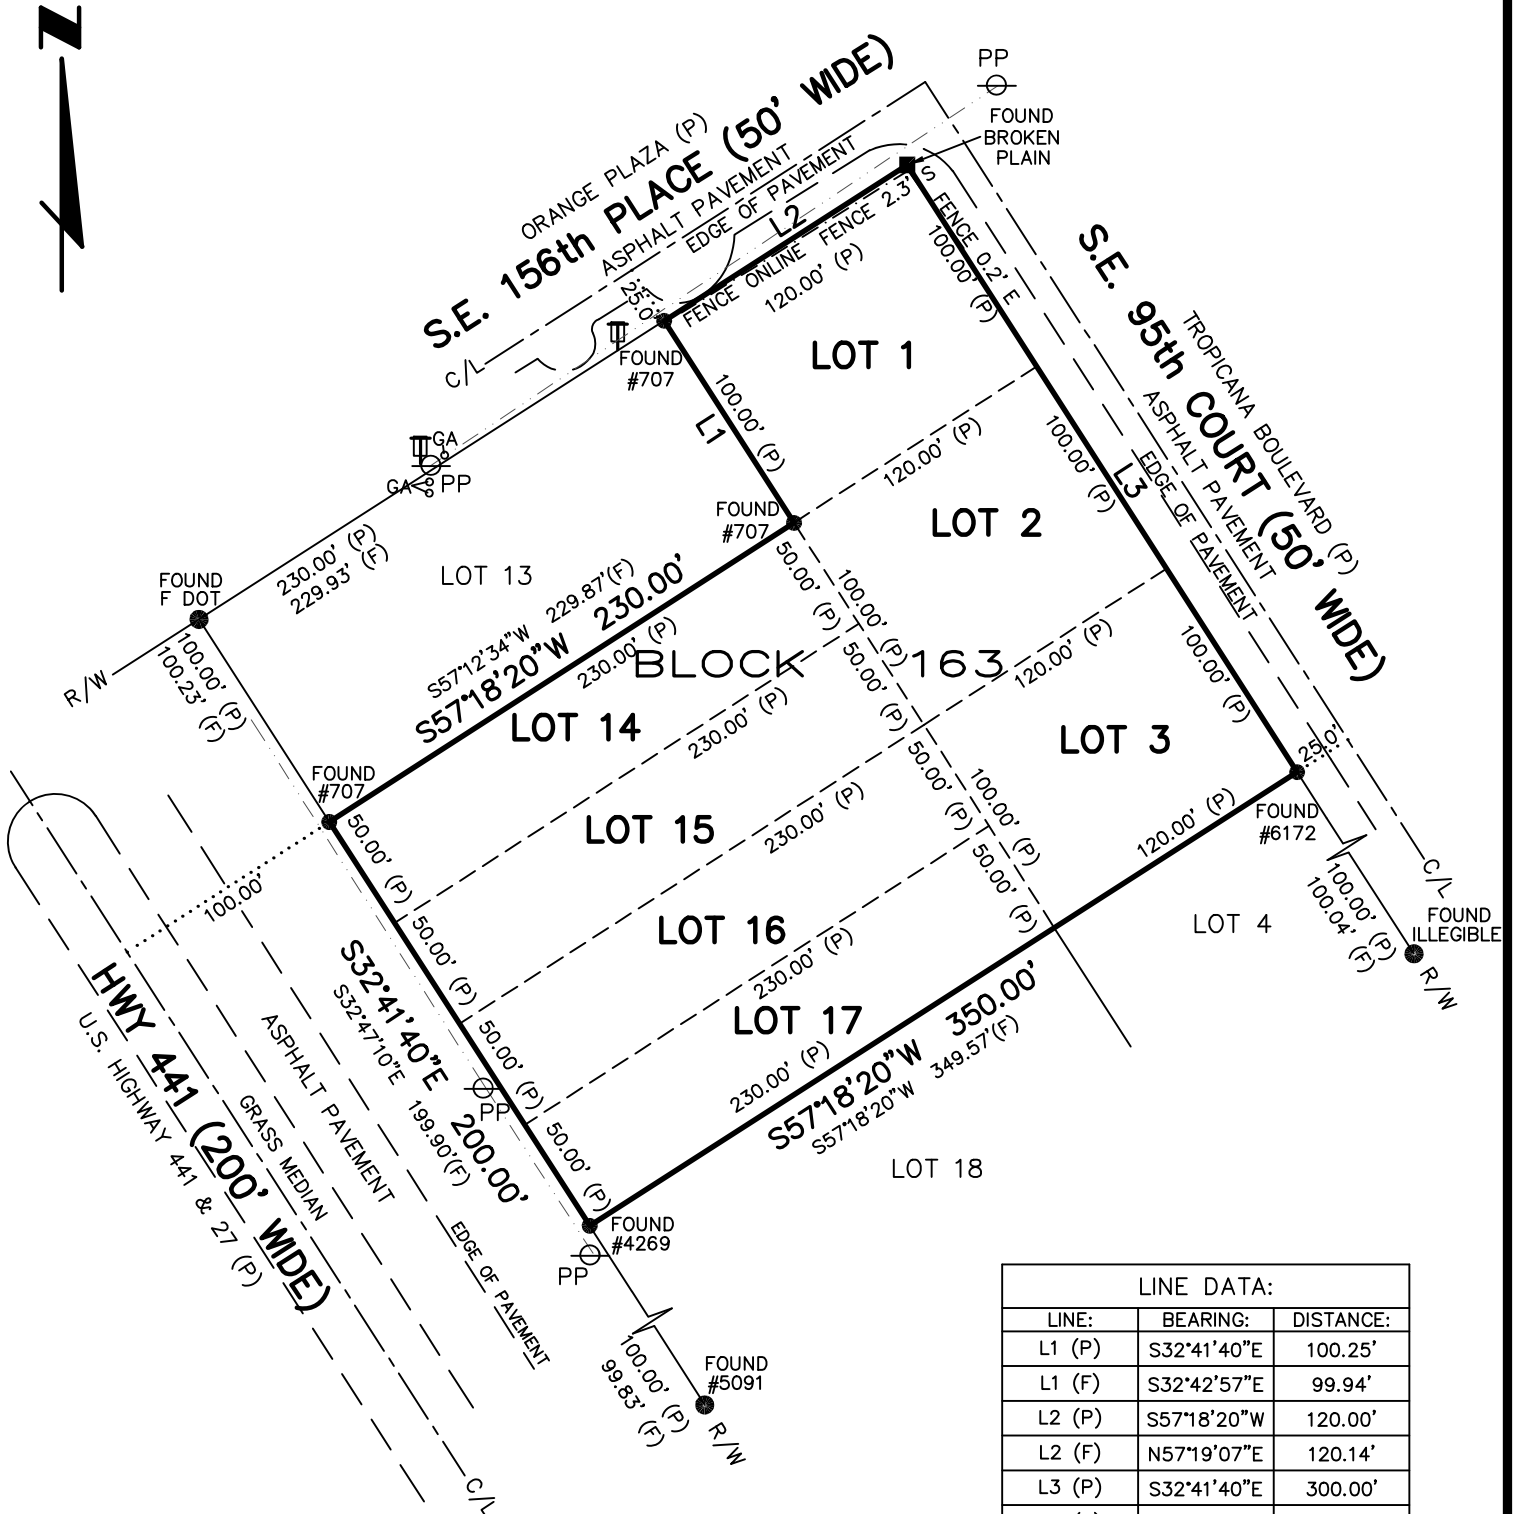 N
PP
FOUND
BROKEN
PLAIN
ORANGE PLAZA (P)
S.E. 156th PLACE (50' WIDE)
ASPHALT PAVEMENT
EDGE OF PAVEMENT
L2
FENCE ONLINE
FENCE 2.3' S
120.00' (P)
25.0'
C/L
FOUND
#707
FENCE 0.2' E
100.00' (P)
LOT 1
S.E. 95th COURT (50' WIDE)
TROPICANA BOULEVARD (P)
ASPHALT PAVEMENT
EDGE OF PAVEMENT
100.00' (P)
L1
GA
GA
PP
120.00' (P)
100.00' (P)
L3
FOUND
#707
LOT 2
230.00' (P)
229.93' (F)
LOT 13
FOUND
F DOT
R/W
100.00' (P)
100.23' (F)
S57°12'34"W 229.87'(F)
S57°18'20"W 230.00'
230.00' (P)
BLOCK 163
50.00' (P)
100.00' (P)
50.00' (P)
120.00' (P)
100.00' (P)
LOT 14
230.00' (P)
LOT 3
25.0'
50.00' (P)
100.00' (P)
FOUND
#707
LOT 15
230.00' (P)
120.00' (P)
FOUND
#6172
50.00' (P)
50.00' (P)
100.00'
C/L
100.00' (P)
100.04' (F)
FOUND
ILLEGIBLE
R/W
LOT 4
LOT 16
50.00' (P)
230.00' (P)
LOT 17
50.00' (P)
230.00' (P)
50.00' (P)
S57°18'20"W 350.00'
S57°18'20"W 349.57'(F)
S32°41'40"E 200.00'
S32°47'10"E 199.90'(F)
PP
LOT 18
HWY 441 (200' WIDE)
U.S. HIGHWAY 441 & 27 (P)
GRASS MEDIAN
ASPHALT PAVEMENT
EDGE OF PAVEMENT
FOUND
#4269
PP
100.00' (P)
99.83' (F)
FOUND
#5091
R/W
C/L
LINE DATA:
LINE: BEARING: DISTANCE:
L1 (P) S32°41'40"E 100.25'
L1 (F) S32°42'57"E 99.94'
L2 (P) S57°18'20"W 120.00'
L2 (F) N57°19'07"E 120.14'
L3 (P) S32°41'40"E 300.00'